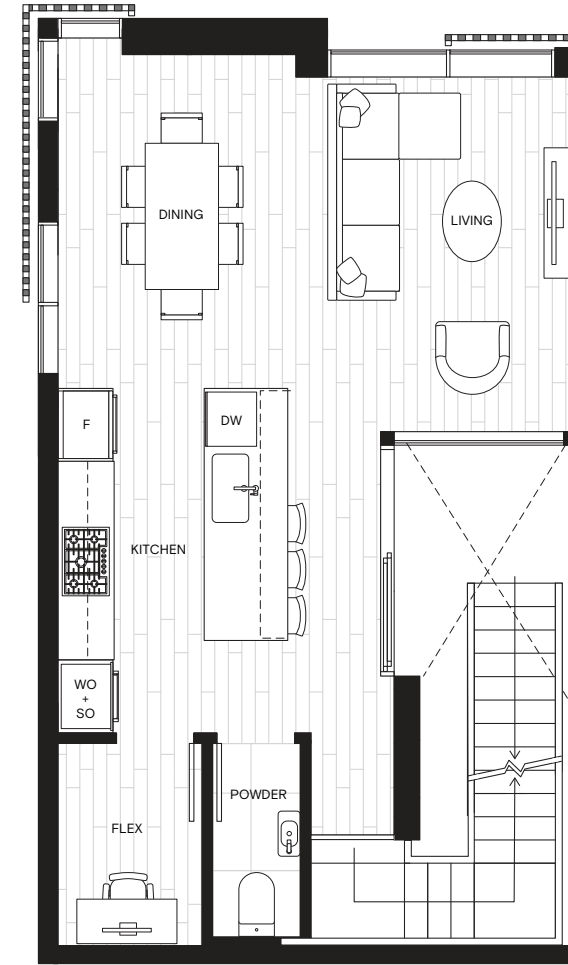 DINING
LIVING
F
DW
KITCHEN
WO
+
SO
POWDER
FLEX